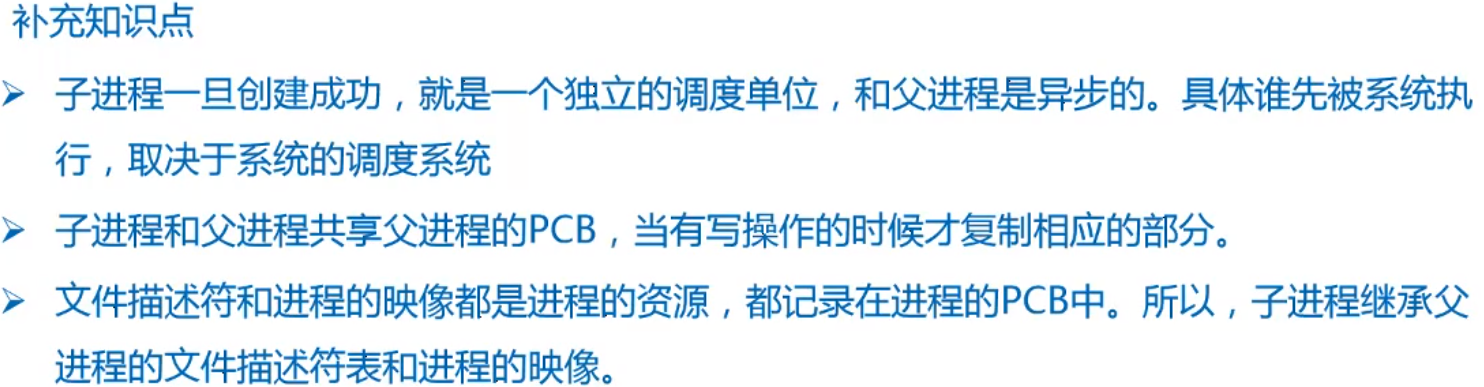 补充知识点
➢ 子进程一旦创建成功，就是一个独立的调度单位，和父进程是异步的。具体谁先被系统执
行，取决于系统的调度系统
➢ 子进程和父进程共享父进程的PCB，当有写操作的时候才复制相应的部分。
➢ 文件描述符和进程的映像都是进程的资源，都记录在进程的PCB中。所以，子进程继承父
进程的文件描述符表和进程的映像。